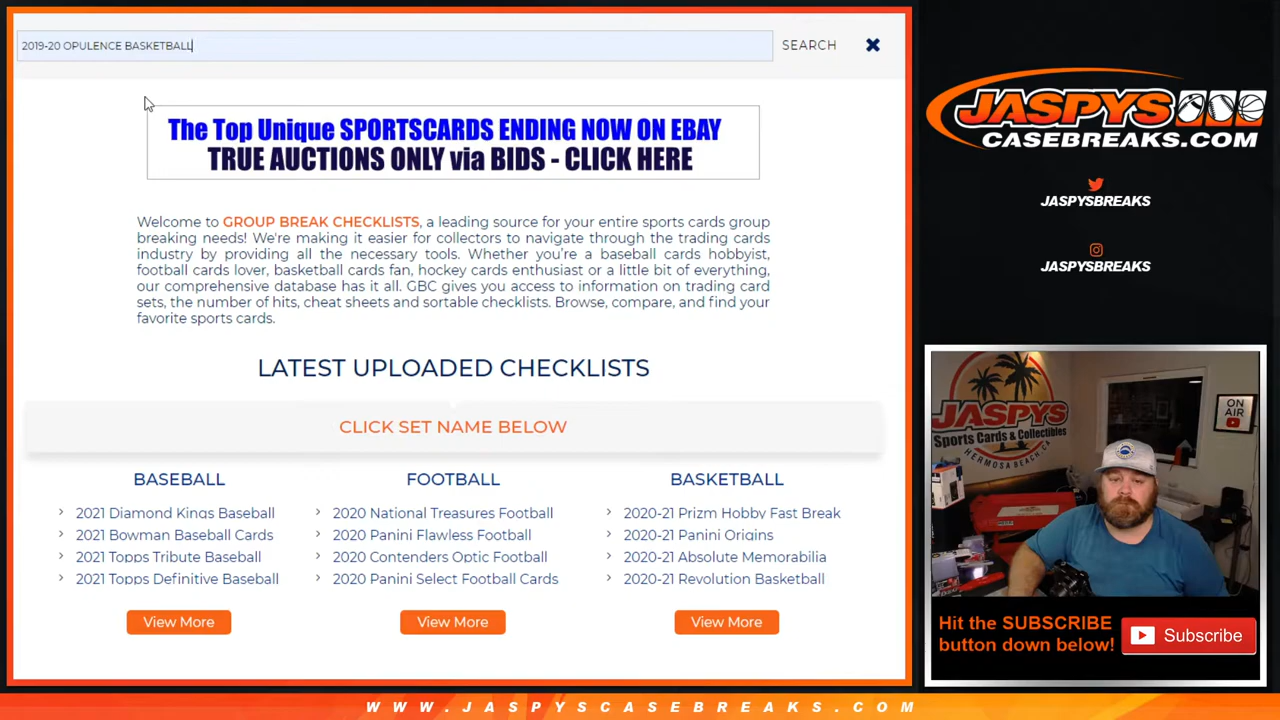 2019-20 OPULENCE BASKETBALL
SEARCH
The Top Unique SPORTSCARDS ENDING NOW ON EBAY
TRUE AUCTIONS ONLY via BIDS - CLICK HERE
Welcome to GROUP BREAK CHECKLISTS, a leading source for your entire sports cards group
breaking needs! We're making it easier for collectors to navigate through the trading cards
industry by providing all the necessary tools. Whether you're a baseball cards hobbyist,
football cards lover, basketball cards fan, hockey cards enthusiast or a little bit of everything,
our comprehensive database has it all. GBC gives you access to information on trading card
sets, the number of hits, cheat sheets and sortable checklists. Browse, compare, and find your
favorite sports cards.
LATEST UPLOADED CHECKLISTS
CLICK SET NAME BELOW
BASEBALL
2021 Diamond Kings Baseball
2021 Bowman Baseball Cards
2021 Topps Tribute Baseball
2021 Topps Definitive Baseball
View More
FOOTBALL
2020 National Treasures Football
2020 Panini Flawless Football
2020 Contenders Optic Football
2020 Panini Select Football Cards
View More
BASKETBALL
2020-21 Prizm Hobby Fast Break
2020-21 Panini Origins
2020-21 Absolute Memorabilia
2020-21 Revolution Basketball
View More
JASPYS
CASEBREAKS.COM
JASPYSBREAKS
JASPYSBREAKS
JASPYS
Sports Cards & Collectibles
HERMOSA BEACH, CA
ON
AIR
Hit the SUBSCRIBE
button down below!
Subscribe
WWW.JASPYSCASEBREAKS.COM